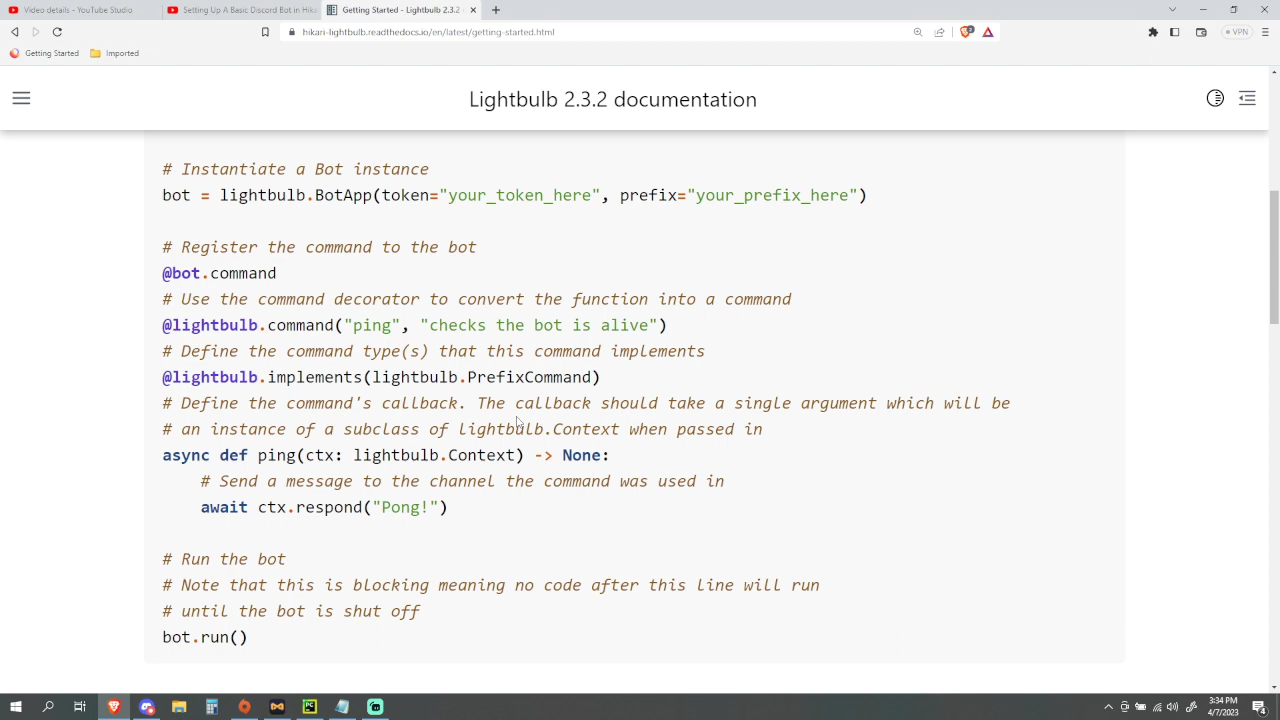 Video details - YouTube Studio
Setting Up A Basic Discord Bot in Hika
Getting Started - Lightbulb 2.3.2
hikari-lightbulb.readthedocs.io/en/latest/getting-started.html
VPN
Getting Started
Imported
Lightbulb 2.3.2 documentation
# Instantiate a Bot instance
bot = lightbulb.BotApp(token="your_token_here", prefix="your_prefix_here")
# Register the command to the bot
@bot.command
# Use the command decorator to convert the function into a command
@lightbulb.command("ping", "checks the bot is alive")
# Define the command type(s) that this command implements
@lightbulb.implements(lightbulb.PrefixCommand)
# Define the command's callback. The callback should take a single argument which will be
# an instance of a subclass of lightbulb.Context when passed in
async def ping(ctx: lightbulb.Context) -> None:
# Send a message to the channel the command was used in
await ctx.respond("Pong!")
# Run the bot
# Note that this is blocking meaning no code after this line will run
# until the bot is shut off
bot.run()
3:34 PM
4/7/2023